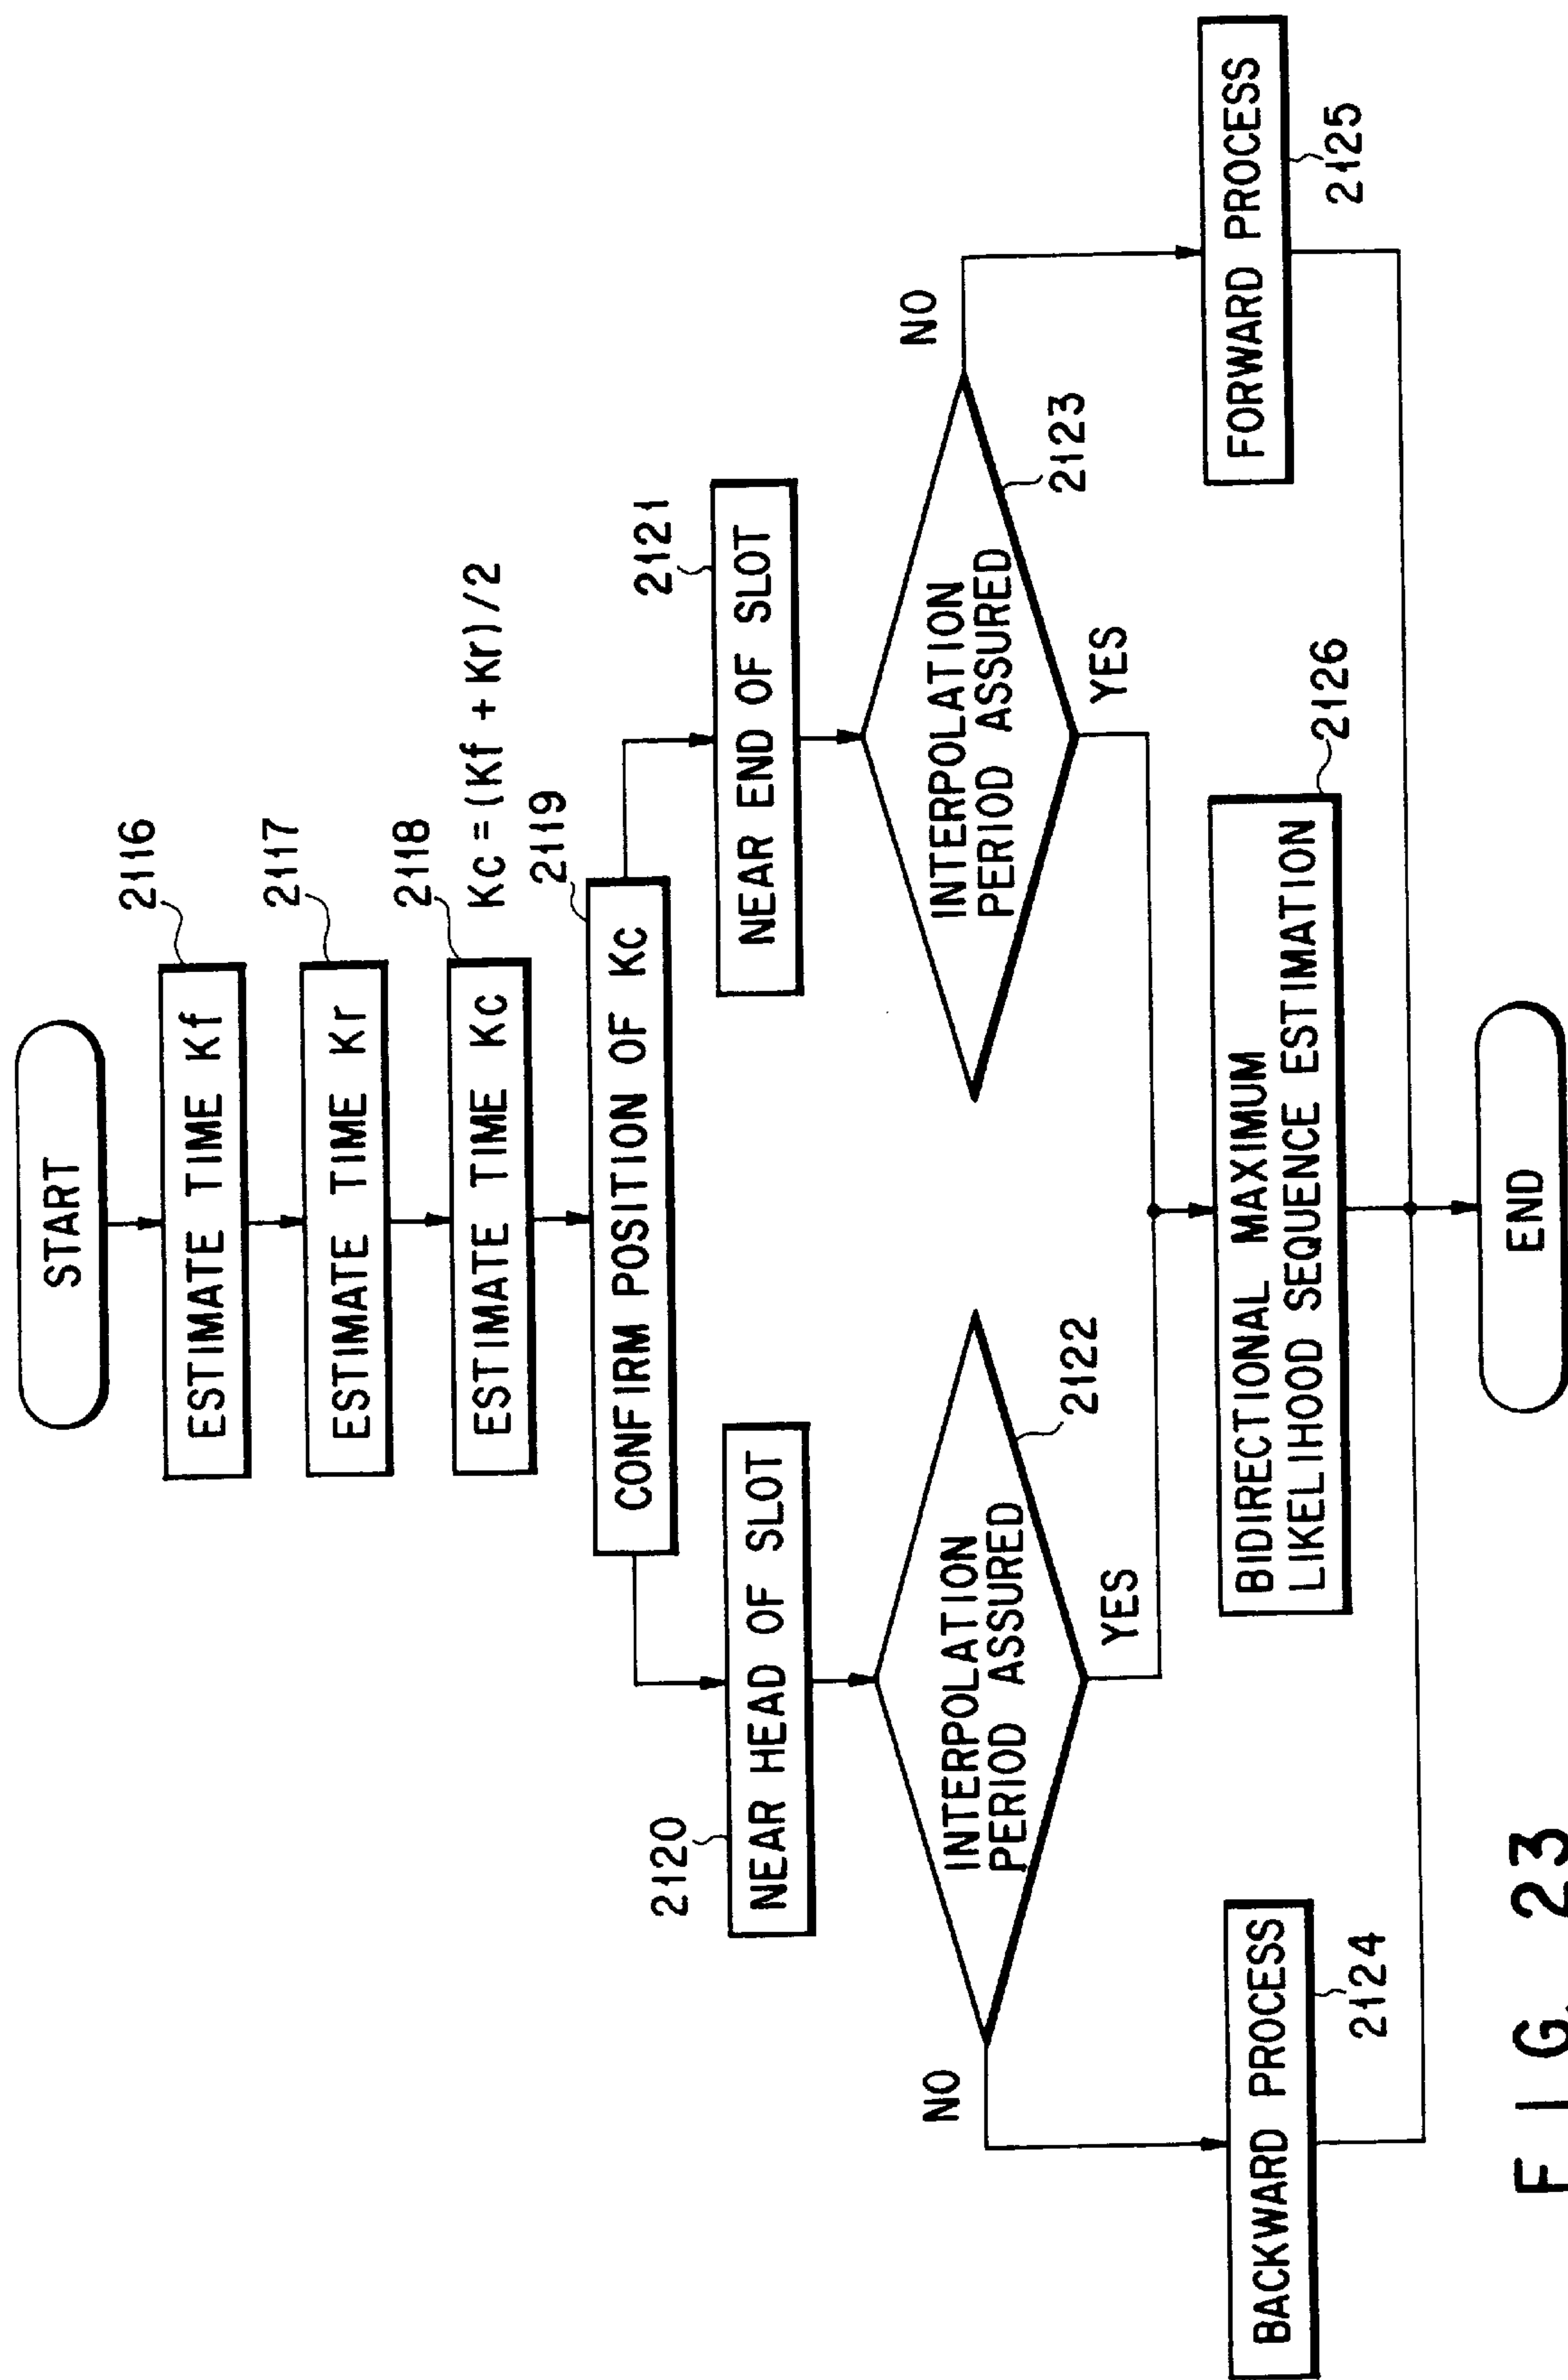 START
2116
ESTIMATE TIME Kf
2117
ESTIMATE TIME Kr
2118
ESTIMATE TIME Kc
Kc = (Kf + Kr)/2
2119
CONFIRM POSITION OF Kc
2120
NEAR HEAD OF SLOT
2121
NEAR END OF SLOT
INTERPOLATION
PERIOD ASSURED
2122
NO
YES
INTERPOLATION
PERIOD ASSURED
2123
NO
YES
BACKWARD PROCESS
2124
BIDIRECTIONAL MAXIMUM
LIKELIHOOD SEQUENCE ESTIMATION
2126
FORWARD PROCESS
2125
END
FIG. 23